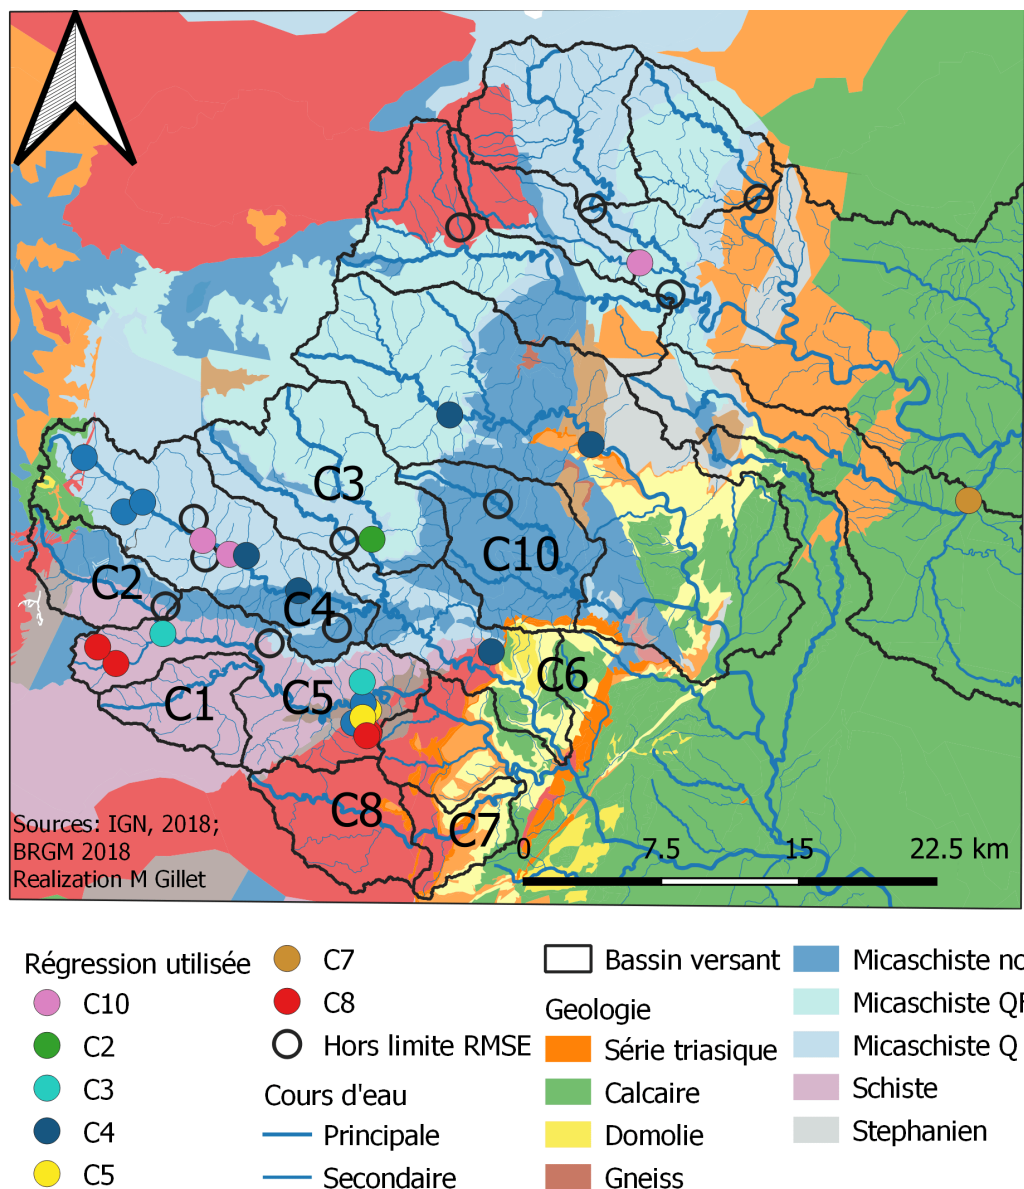 C3
C10
C2
C4
C6
C5
C1
C8
C7
Sources: IGN, 2018;
BRGM 2018
Realization M Gillet
0 7.5 15 22.5 km
Régression utilisée
C10
C2
C3
C4
C5
C7
C8
Hors limite RMSE
Cours d'eau
Principale
Secondaire
Bassin versant
Geologie
Série triasique
Calcaire
Domolie
Gneiss
Micaschiste
Micaschiste
Micaschiste Q
Schiste
Stephanien